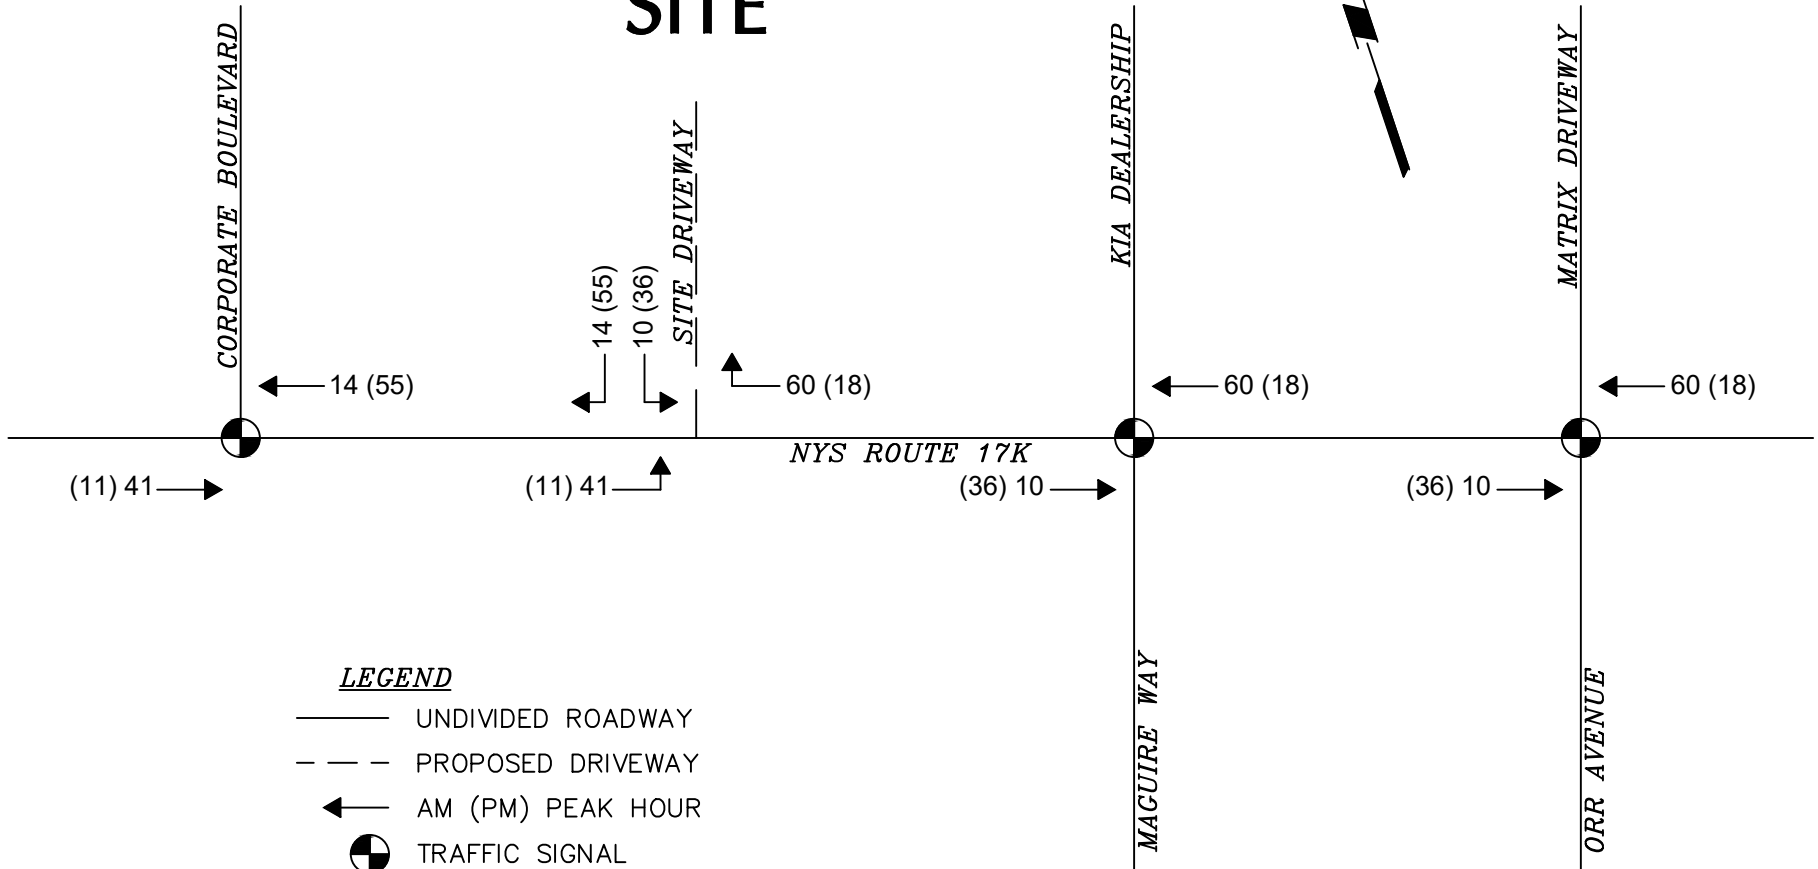 SITE
CORPORATE BOULEVARD
SITE DRIVEWAY
KIA DEALERSHIP
MATRIX DRIVEWAY
14 (55)
10 (36)
14 (55)
60 (18)
60 (18)
60 (18)
NYS ROUTE 17K
(11) 41
(11) 41
(36) 10
(36) 10
MAGUIRE WAY
ORR AVENUE
LEGEND
UNDIVIDED ROADWAY
PROPOSED DRIVEWAY
AM (PM) PEAK HOUR
TRAFFIC SIGNAL